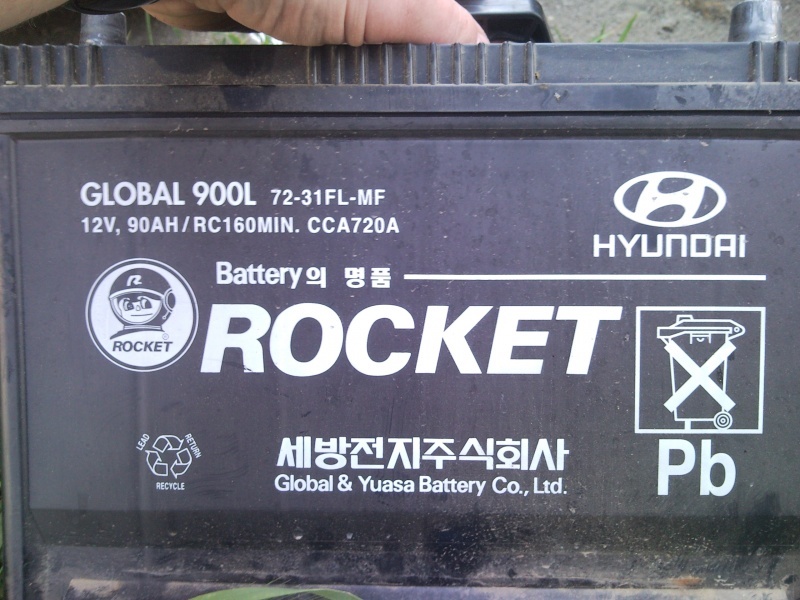 GLOBAL 900L 72-31FL-MF
12V, 90AH/RC160MIN. CCA720A
HYUNDAI
Battery의 명품
R
ROCKET
ROCKET
LEAD RETURN
RECYCLE
세방전지주식회사
Global & Yuasa Battery Co., Ltd.
Pb